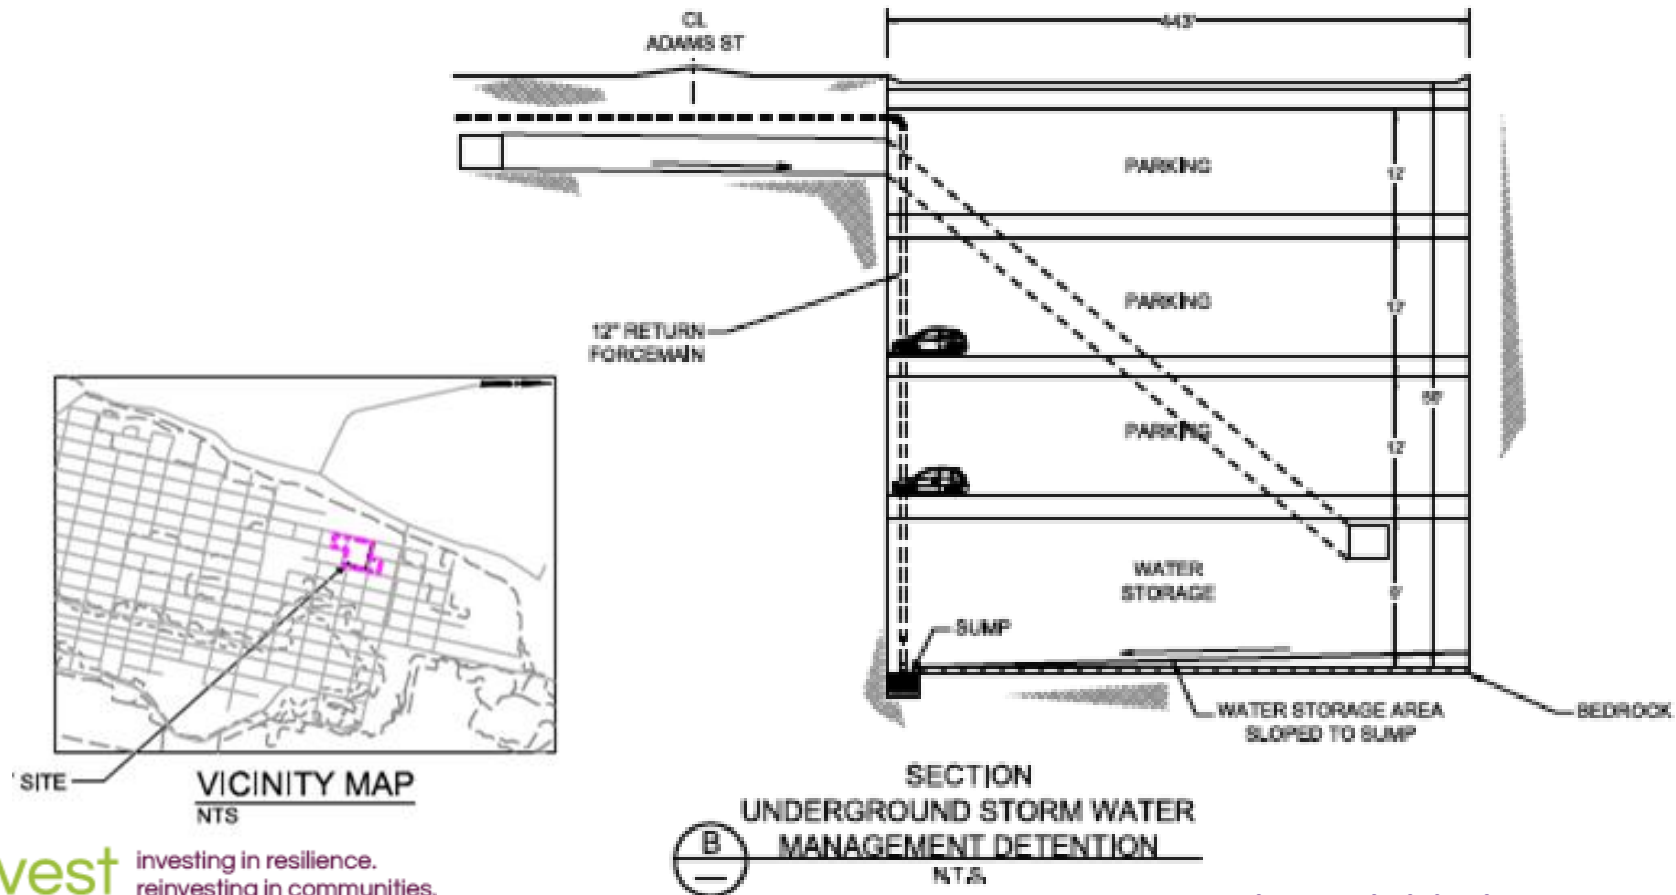 CL
ADAMS ST
443'
PARKING
12'
PARKING
12'
12" RETURN
FORCEMAIN
PARKING
12'
WATER
STORAGE
9'
SUMP
WATER STORAGE AREA
SLOPED TO SUMP
BEDROCK
SITE
VICINITY MAP
NTS
SECTION
UNDERGROUND STORM WATER
B
MANAGEMENT DETENTION
N.T.S.
vest
investing in resilience.
reinvesting in communities.